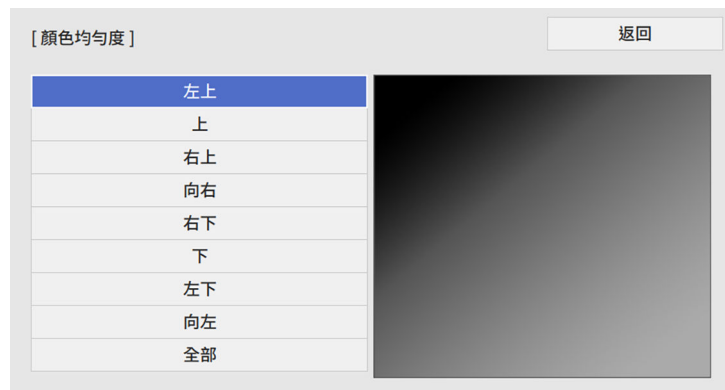 [ 顏色均勻度 ]
返回
左上
上
右上
向右
右下
下
左下
向左
全部